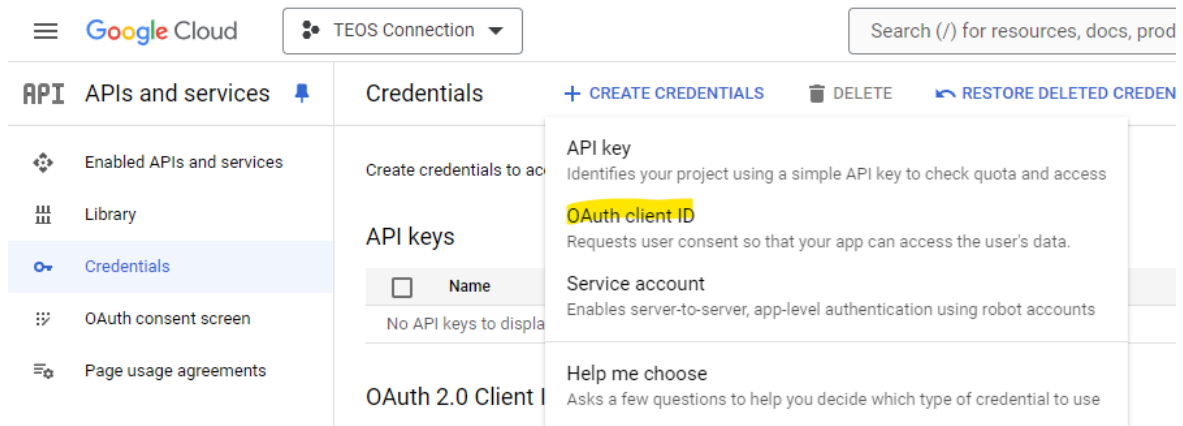 Google Cloud
TEOS Connection
Search (/) for resources, docs, prod
API APIs and services
Credentials
+ CREATE CREDENTIALS
DELETE
RESTORE DELETED CREDEN
Enabled APIs and services
Library
Credentials
OAuth consent screen
Page usage agreements
Create credentials to ac
API keys
Name
No API keys to displa
OAuth 2.0 Client I
API key
Identifies your project using a simple API key to check quota and access
OAuth client ID
Requests user consent so that your app can access the user's data.
Service account
Enables server-to-server, app-level authentication using robot accounts
Help me choose
Asks a few questions to help you decide which type of credential to use